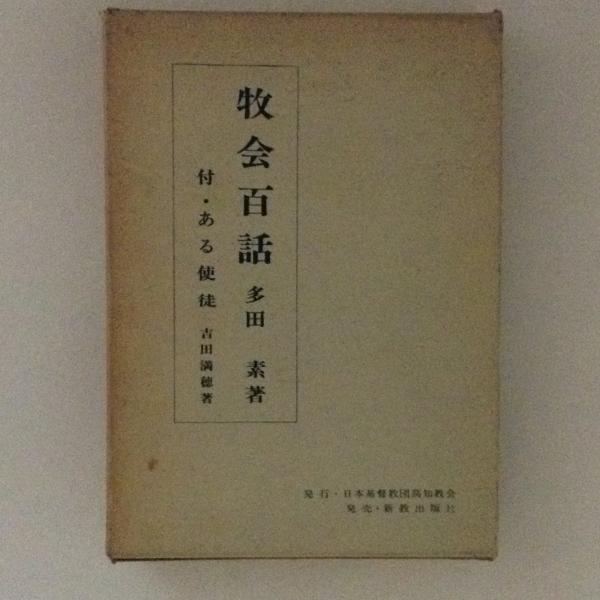 牧会百話 多田 素著
付・ある使徒 吉田満穂著
発行・日本基督教団高知教会
発売・新教出版社